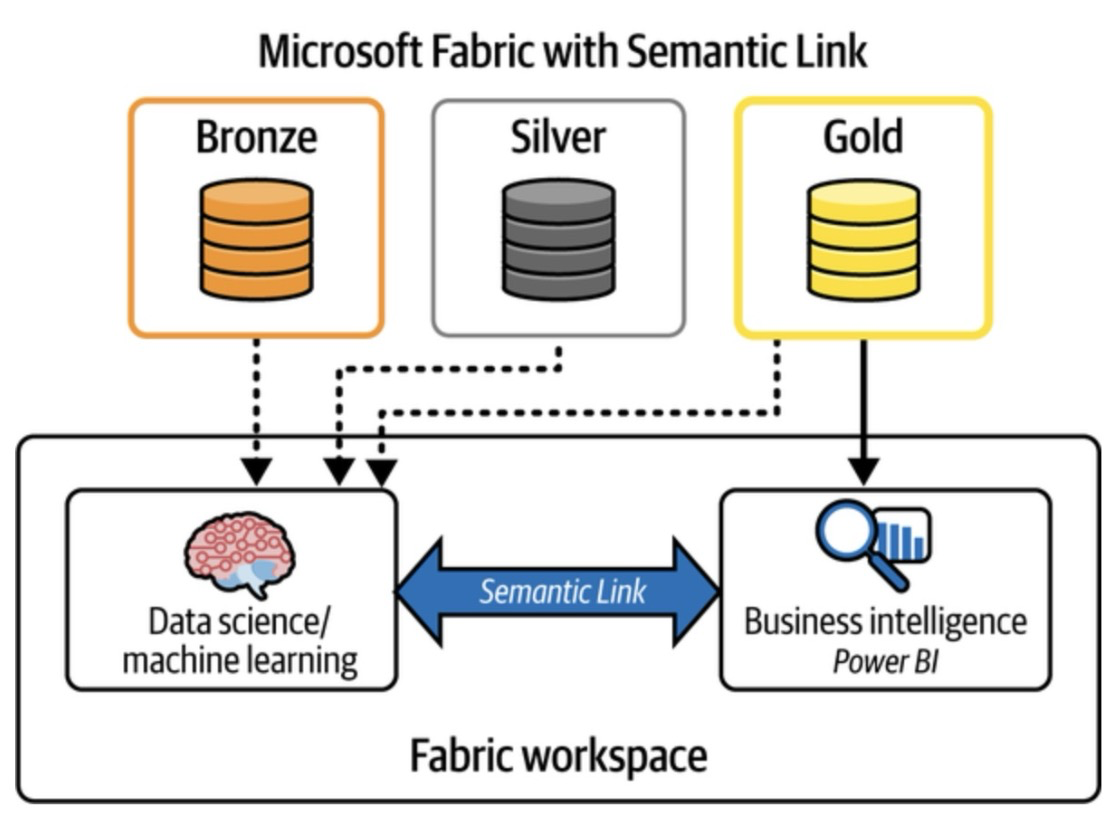 Microsoft Fabric with Semantic Link
Bronze
Silver
Gold
Semantic Link
Data science/
machine learning
Business intelligence
Power BI
Fabric workspace